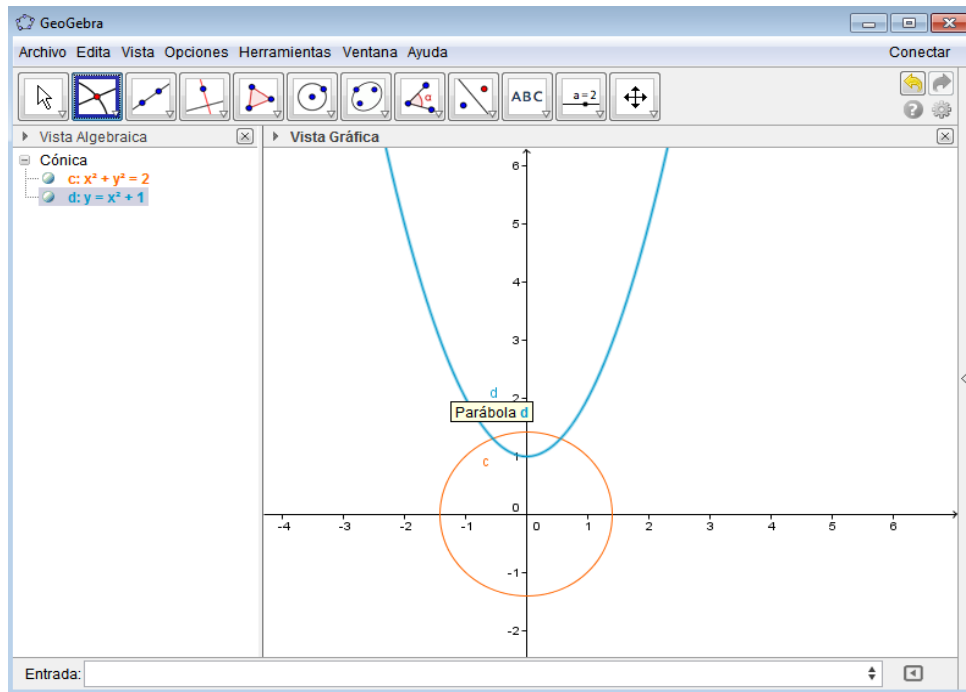 GeoGebra
Archivo Edita Vista Opciones Herramientas Ventana Ayuda Conectar
α ABC a=2
?
Vista Algebraica Vista Gráfica
Cónica
c: x² + y² = 2
d: y = x² + 1
6
5
4
3
d 2
Parábola d
c 1
0
-4 -3 -2 -1 0 1 2 3 4 5 6
-1
-2
Entrada: